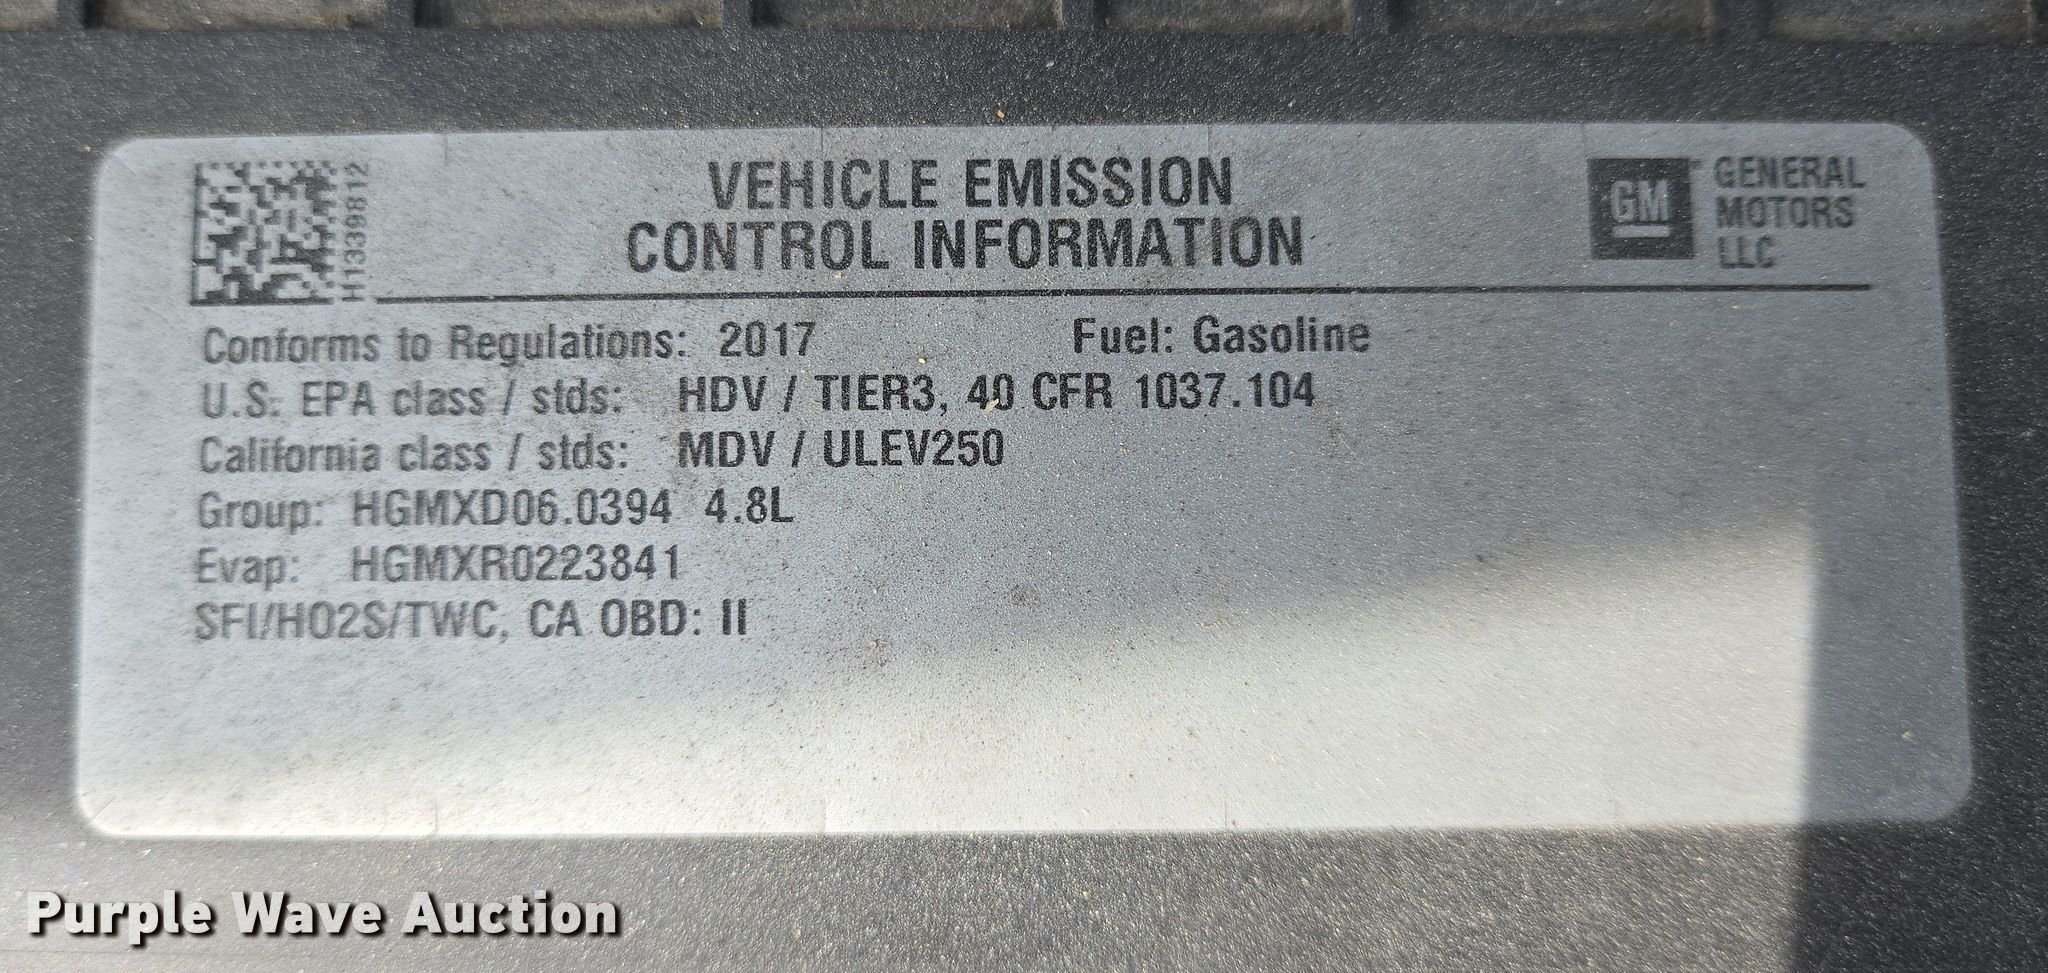 H1339812
VEHICLE EMISSION
CONTROL INFORMATION
GM
GENERAL
MOTORS
LLC
Conforms to Regulations: 2017 Fuel: Gasoline
U.S. EPA class / stds: HDV / TIER3, 40 CFR 1037.104
California class / stds: MDV / ULEV250
Group: HGMXD06.0394 4.8L
Evap: HGMXR0223841
SFI/HO2S/TWC, CA OBD: II
Purple Wave Auction